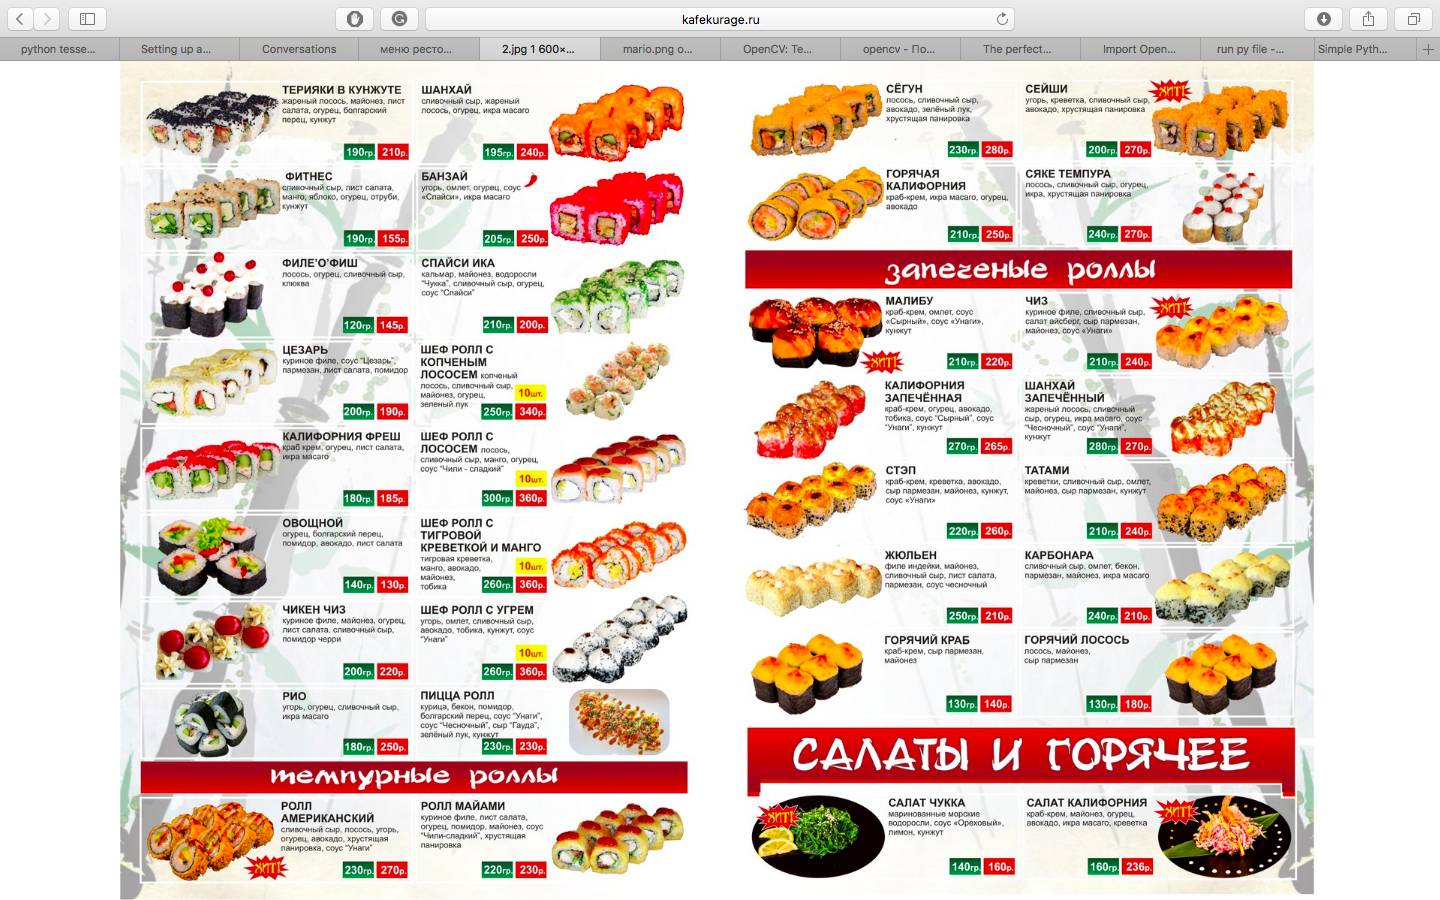 kafekurage.ru
python tesse...
Setting up a...
Conversations
меню ресто...
2.jpg 1 600×...
mario.png o...
OpenCV: Te...
opencv - По...
The perfect...
Import Open...
run py file -...
Simple Pyth...
ТЕРИЯКИ В КУНЖУТЕ
жареный лосось, майонез, лист
салата, огурец, болгарский
перец, кунжут
190гр. 210р.
ШАНХАЙ
сливочный сыр, жареный
лосось, огурец, икра масаго
195гр. 240р.
ФИТНЕС
сливочный сыр, лист салата,
манго, яблоко, огурец, отруби,
кунжут
190гр. 155р.
БАНЗАЙ
угорь, омлет, огурец, соус
«Спайси», икра масаго
205гр. 250р.
ФИЛЕ'О'ФИШ
лосось, огурец, сливочный сыр,
клюква
120гр. 145р.
СПАЙСИ ИКА
кальмар, майонез, водоросли
"Чукка", сливочный сыр, огурец,
соус "Спайси"
210гр. 200р.
ЦЕЗАРЬ
куриное филе, соус "Цезарь",
пармезан, лист салата, помидор
200гр. 190р.
ШЕФ РОЛЛ С
КОПЧЕНЫМ
ЛОСОСЕМ копченый
лосось, сливочный сыр,
майонез, огурец,
зеленый лук
10шт.
250гр. 340р.
КАЛИФОРНИЯ ФРЕШ
краб крем, огурец, лист салата,
икра масаго
180гр. 185р.
ШЕФ РОЛЛ С
ЛОСОСЕМ лосось,
сливочный сыр, манго, огурец,
соус "Чили - сладкий"
10шт.
300гр. 360р.
ОВОЩНОЙ
огурец, болгарский перец,
помидор, авокадо, лист салата
140гр. 130р.
ШЕФ РОЛЛ С
ТИГРОВОЙ
КРЕВЕТКОЙ И МАНГО
тигровая креветка,
манго, авокадо,
майонез,
тобика
10шт.
260гр. 360р.
ЧИКЕН ЧИЗ
куриное филе, майонез, огурец,
лист салата, сливочный сыр,
помидор черри
200гр. 220р.
ШЕФ РОЛЛ С УГРЕМ
угорь, омлет, сливочный сыр,
авокадо, тобика, кунжут, соус
"Унаги"
10шт.
260гр. 360р.
РИО
угорь, огурец, сливочный сыр,
икра масаго
180гр. 250р.
ПИЦЦА РОЛЛ
курица, бекон, помидор,
болгарский перец, соус "Унаги",
соус "Чесночный", сыр "Гауда",
зелёный лук, кунжут
230гр. 230р.
темпурные роллы
РОЛЛ
АМЕРИКАНСКИЙ
сливочный сыр, лосось, угорь,
огурец, авокадо, хрустящая
панировка, соус "Унаги"
ХИТ!
230гр. 270р.
РОЛЛ МАЙАМИ
куриное филе, лист салата,
огурец, помидор, майонез, соус
"Чили-сладкий", хрустящая
панировка
220гр. 230р.
СЁГУН
лосось, сливочный сыр,
авокадо, зелёный лук,
хрустящая панировка
230гр. 280р.
СЕЙШИ
угорь, креветка, сливочный сыр,
авокадо, хрустящая панировка
ХИТ!
200гр. 270р.
ГОРЯЧАЯ
КАЛИФОРНИЯ
краб-крем, икра масаго, огурец,
авокадо
210гр. 250р.
СЯКЕ ТЕМПУРА
лосось, сливочный сыр, огурец,
икра, хрустящая панировка
240гр. 270р.
запеченые роллы
МАЛИБУ
краб-крем, омлет, соус
«Сырный», соус «Унаги»,
кунжут
ХИТ!
210гр. 220р.
ЧИЗ
куриное филе, сливочный сыр,
салат айсберг, сыр пармезан,
майонез, соус «Унаги»
ХИТ!
210гр. 240р.
КАЛИФОРНИЯ
ЗАПЕЧЁННАЯ
краб-крем, огурец, авокадо,
тобика, соус "Сырный", соус
"Унаги", кунжут
270гр. 265р.
ШАНХАЙ
ЗАПЕЧЁННЫЙ
жареный лосось, сливочный
сыр, огурец, икра масаго, соус
"Чесночный", соус "Унаги",
кунжут
280гр. 270р.
СТЭП
краб-крем, креветка, авокадо,
сыр пармезан, майонез, кунжут,
соус «Унаги»
220гр. 260р.
ТАТАМИ
креветки, сливочный сыр, омлет,
майонез, сыр пармезан, кунжут
210гр. 240р.
ЖЮЛЬЕН
филе индейки, майонез,
сливочный сыр, лист салата,
пармезан, соус чесночный
250гр. 210р.
КАРБОНАРА
сливочный сыр, омлет, бекон,
пармезан, майонез, икра масаго
240гр. 210р.
ГОРЯЧИЙ КРАБ
краб-крем, сыр пармезан,
майонез
130гр. 140р.
ГОРЯЧИЙ ЛОСОСЬ
лосось, майонез,
сыр пармезан
130гр. 180р.
САЛАТЫ И ГОРЯЧЕЕ
ХИТ!
САЛАТ ЧУККА
маринованные морские
водоросли, соус «Ореховый»,
лимон, кунжут
140гр. 160р.
САЛАТ КАЛИФОРНИЯ
краб-крем, майонез, огурец,
авокадо, икра масаго, креветка
ХИТ!
160гр. 236р.